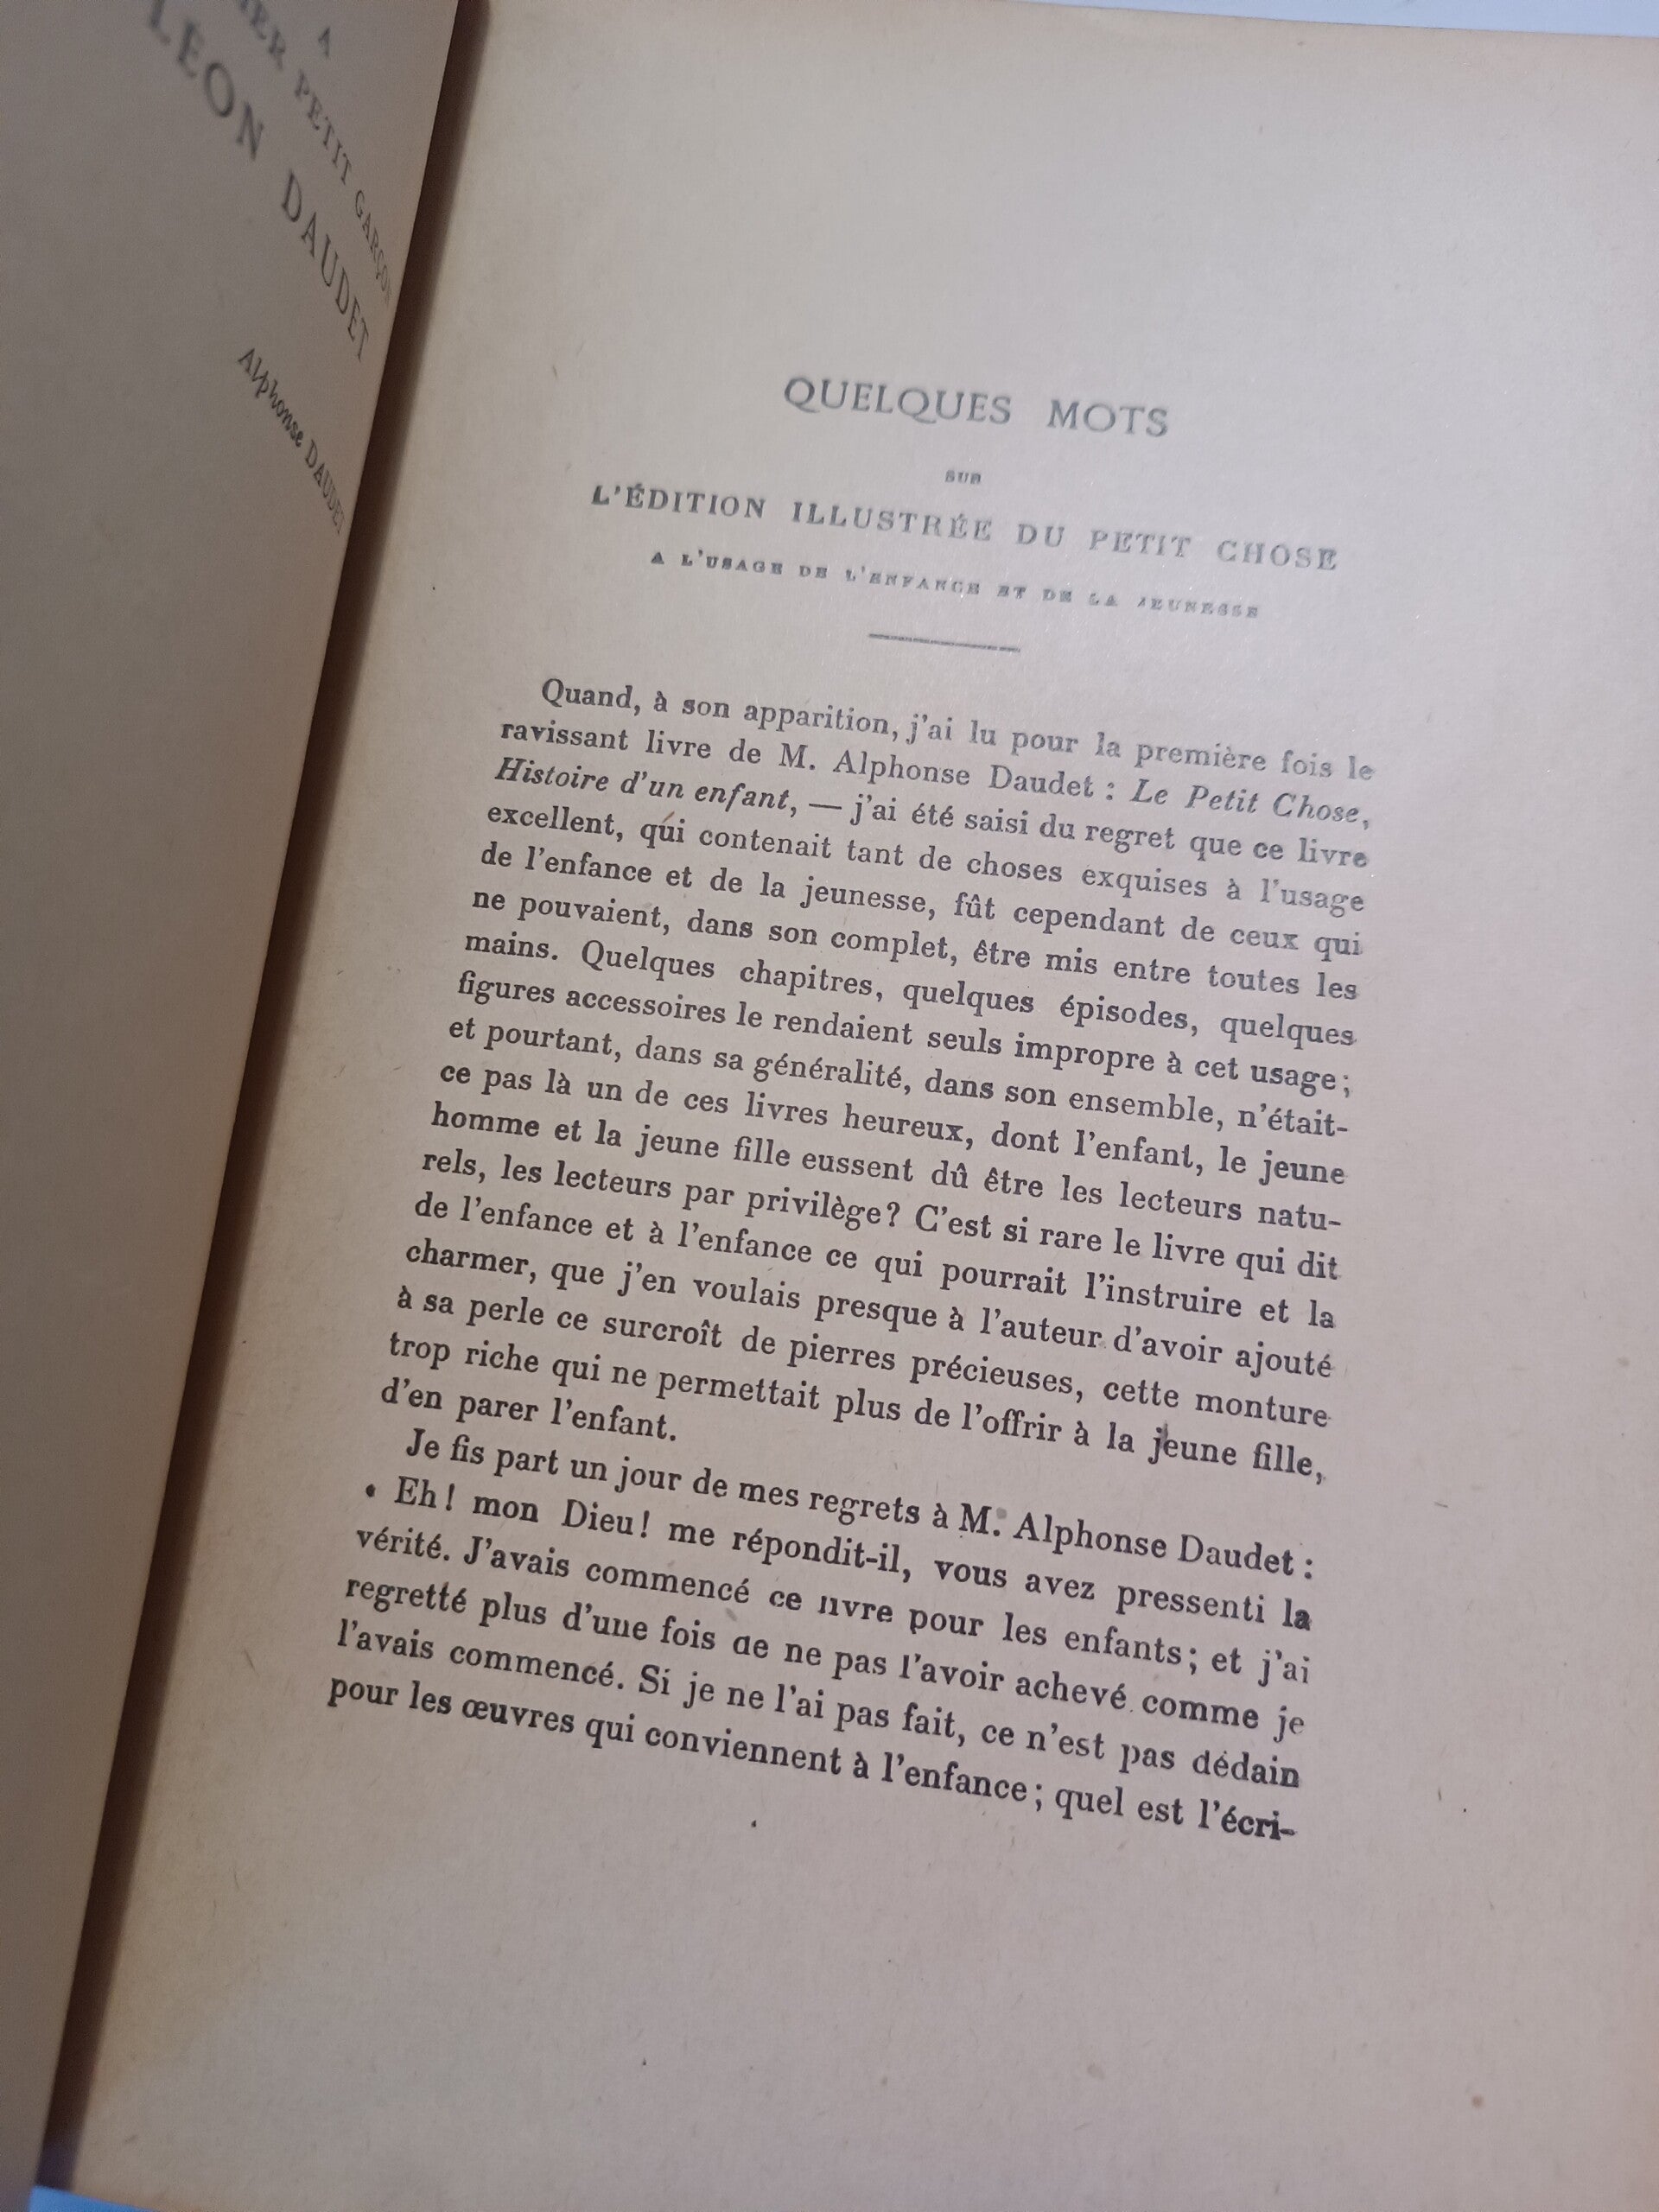 A
PETIT GARÇON
LÉON DAUDET
Alphonse DAUDET
QUELQUES MOTS
SUR
L'ÉDITION ILLUSTRÉE DU PETIT CHOSE
A L'USAGE DE L'ENFANCE ET DE LA JEUNESSE
Quand, à son apparition, j'ai lu pour la première fois le
ravissant livre de M. Alphonse Daudet : Le Petit Chose,
Histoire d'un enfant, — j'ai été saisi du regret que ce livre
excellent, qui contenait tant de choses exquises à l'usage
de l'enfance et de la jeunesse, fût cependant de ceux qui
ne pouvaient, dans son complet, être mis entre toutes les
mains. Quelques chapitres, quelques épisodes, quelques
figures accessoires le rendaient seuls impropre à cet usage ;
et pourtant, dans sa généralité, dans son ensemble, n'était-
ce pas là un de ces livres heureux, dont l'enfant, le jeune
homme et la jeune fille eussent dû être les lecteurs natu-
rels, les lecteurs par privilège? C'est si rare le livre qui dit
de l'enfance et à l'enfance ce qui pourrait l'instruire et la
charmer, que j'en voulais presque à l'auteur d'avoir ajouté
à sa perle ce surcroît de pierres précieuses, cette monture
trop riche qui ne permettait plus de l'offrir à la jeune fille,
d'en parer l'enfant.
Je fis part un jour de mes regrets à M. Alphonse Daudet :
« Eh! mon Dieu! me répondit-il, vous avez pressenti la
vérité. J'avais commencé ce livre pour les enfants ; et j'ai
regretté plus d'une fois de ne pas l'avoir achevé comme je
l'avais commencé. Si je ne l'ai pas fait, ce n'est pas dédain
pour les œuvres qui conviennent à l'enfance ; quel est l'écri-